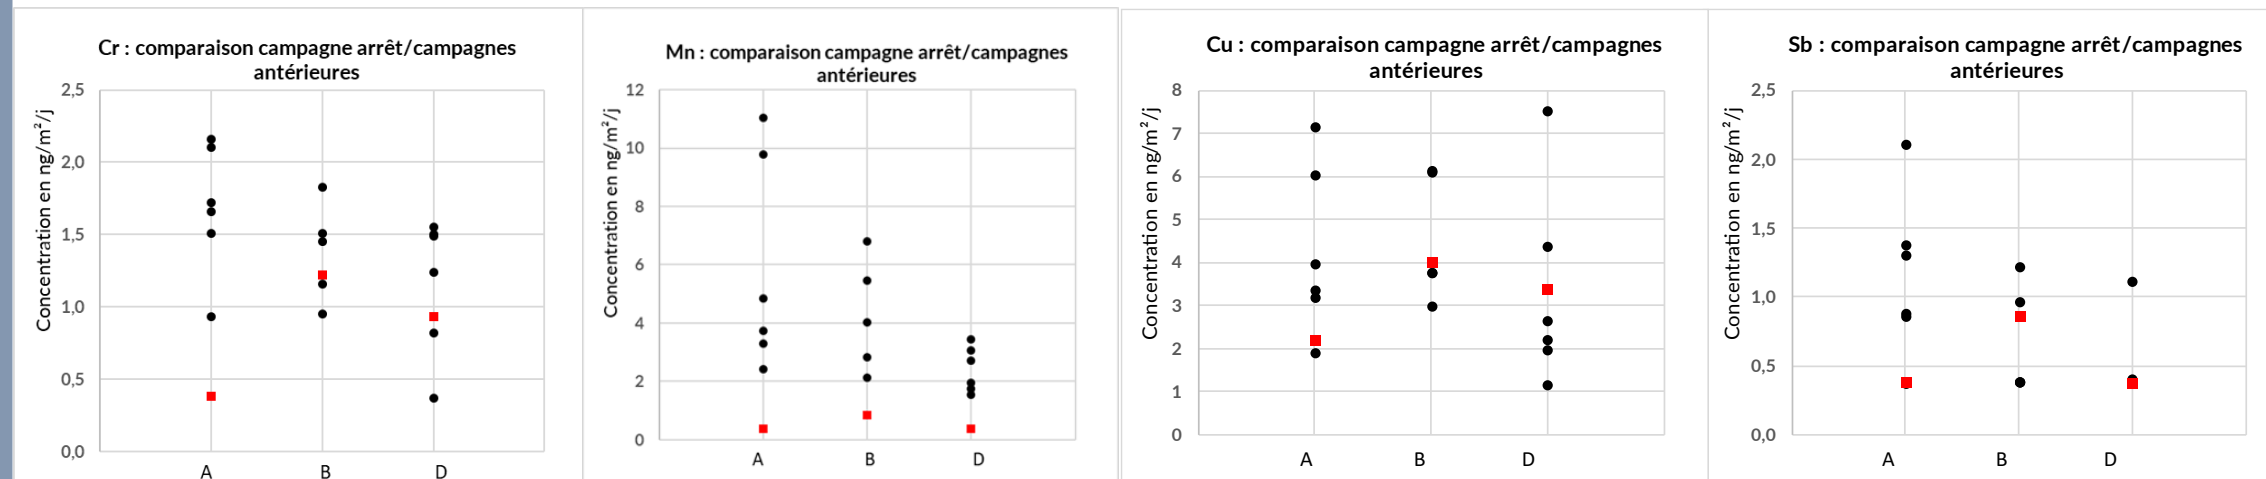 Cr : comparaison campagne arrêt/campagnes
antérieures
Concentration en ng/m²/j
2,5
2,0
1,5
1,0
0,5
0,0
A B D
Mn : comparaison campagne arrêt/campagnes
antérieures
Concentration en ng/m²/j
12
10
8
6
4
2
0
A B D
Cu : comparaison campagne arrêt/campagnes
antérieures
Concentration en ng/m²/j
8
7
6
5
4
3
2
1
0
A B D
Sb : comparaison campagne arrêt/campagnes
antérieures
Concentration en ng/m²/j
2,5
2,0
1,5
1,0
0,5
0,0
A B D